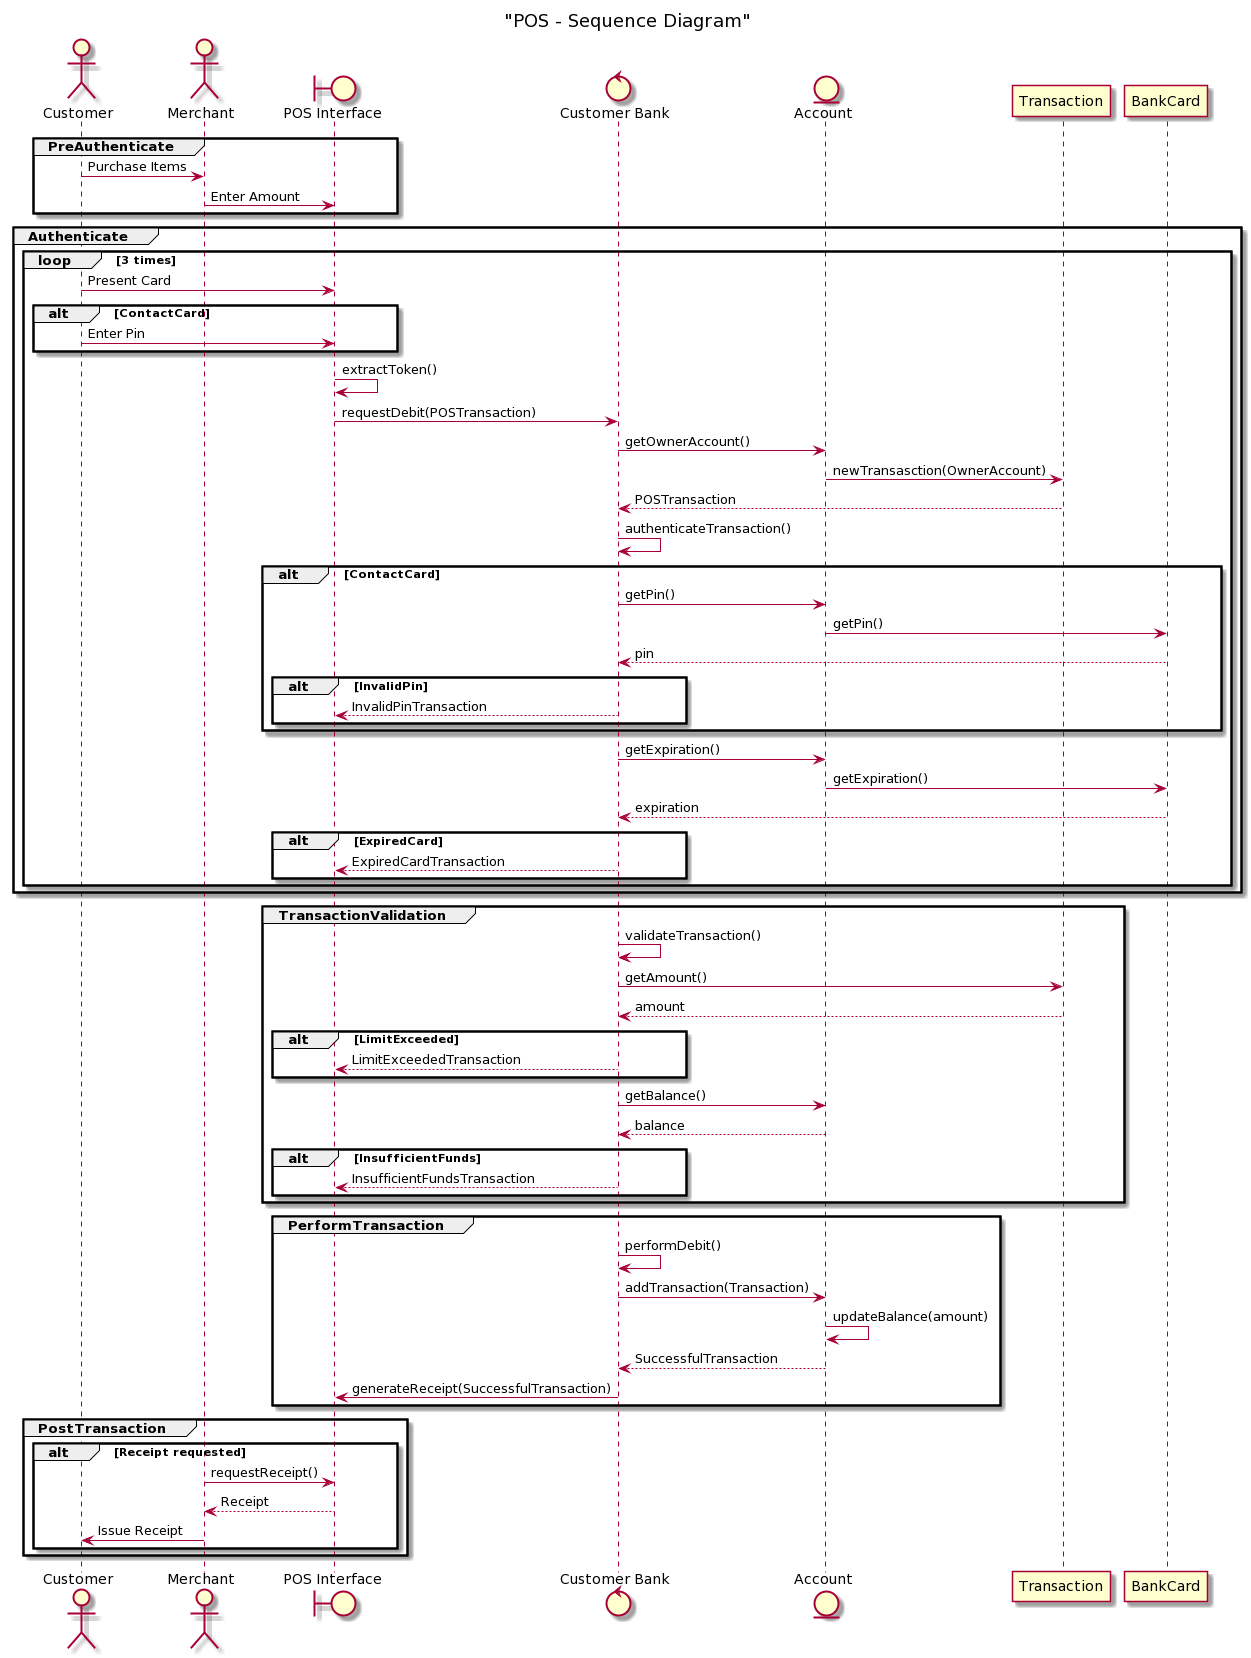 "POS - Sequence Diagram"
Customer
Merchant
POS Interface
Customer Bank
Account
Transaction
BankCard
PreAuthenticate
Purchase Items
Enter Amount
Authenticate
loop [3 times]
Present Card
alt [ContactCard]
Enter Pin
extractToken()
requestDebit(POSTransaction)
getOwnerAccount()
newTransasction(OwnerAccount)
POSTransaction
authenticateTransaction()
alt [ContactCard]
getPin()
getPin()
pin
alt [InvalidPin]
InvalidPinTransaction
getExpiration()
getExpiration()
expiration
alt [ExpiredCard]
ExpiredCardTransaction
TransactionValidation
validateTransaction()
getAmount()
amount
alt [LimitExceeded]
LimitExceededTransaction
getBalance()
balance
alt [InsufficientFunds]
InsufficientFundsTransaction
PerformTransaction
performDebit()
addTransaction(Transaction)
updateBalance(amount)
SuccessfulTransaction
generateReceipt(SuccessfulTransaction)
PostTransaction
alt [Receipt requested]
requestReceipt()
Receipt
Issue Receipt
Customer
Merchant
POS Interface
Customer Bank
Account
Transaction
BankCard